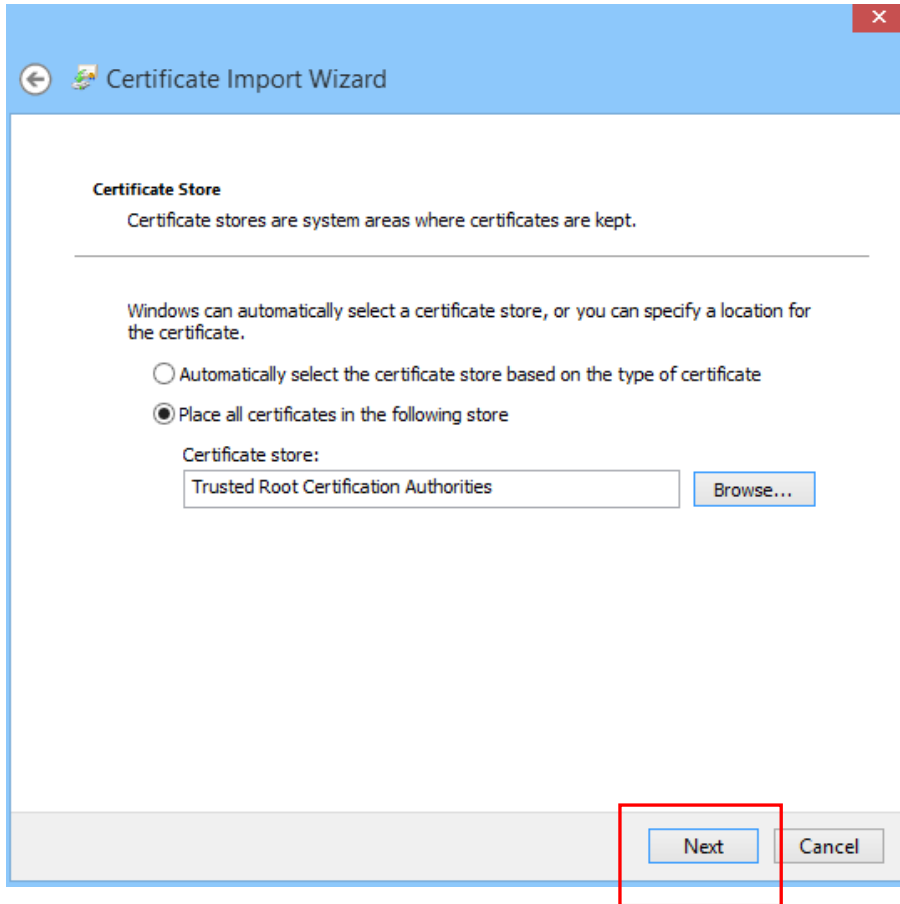 Certificate Import Wizard
Certificate Store
Certificate stores are system areas where certificates are kept.
Windows can automatically select a certificate store, or you can specify a location for
the certificate.
Automatically select the certificate store based on the type of certificate
Place all certificates in the following store
Certificate store:
Trusted Root Certification Authorities
Browse...
Next
Cancel